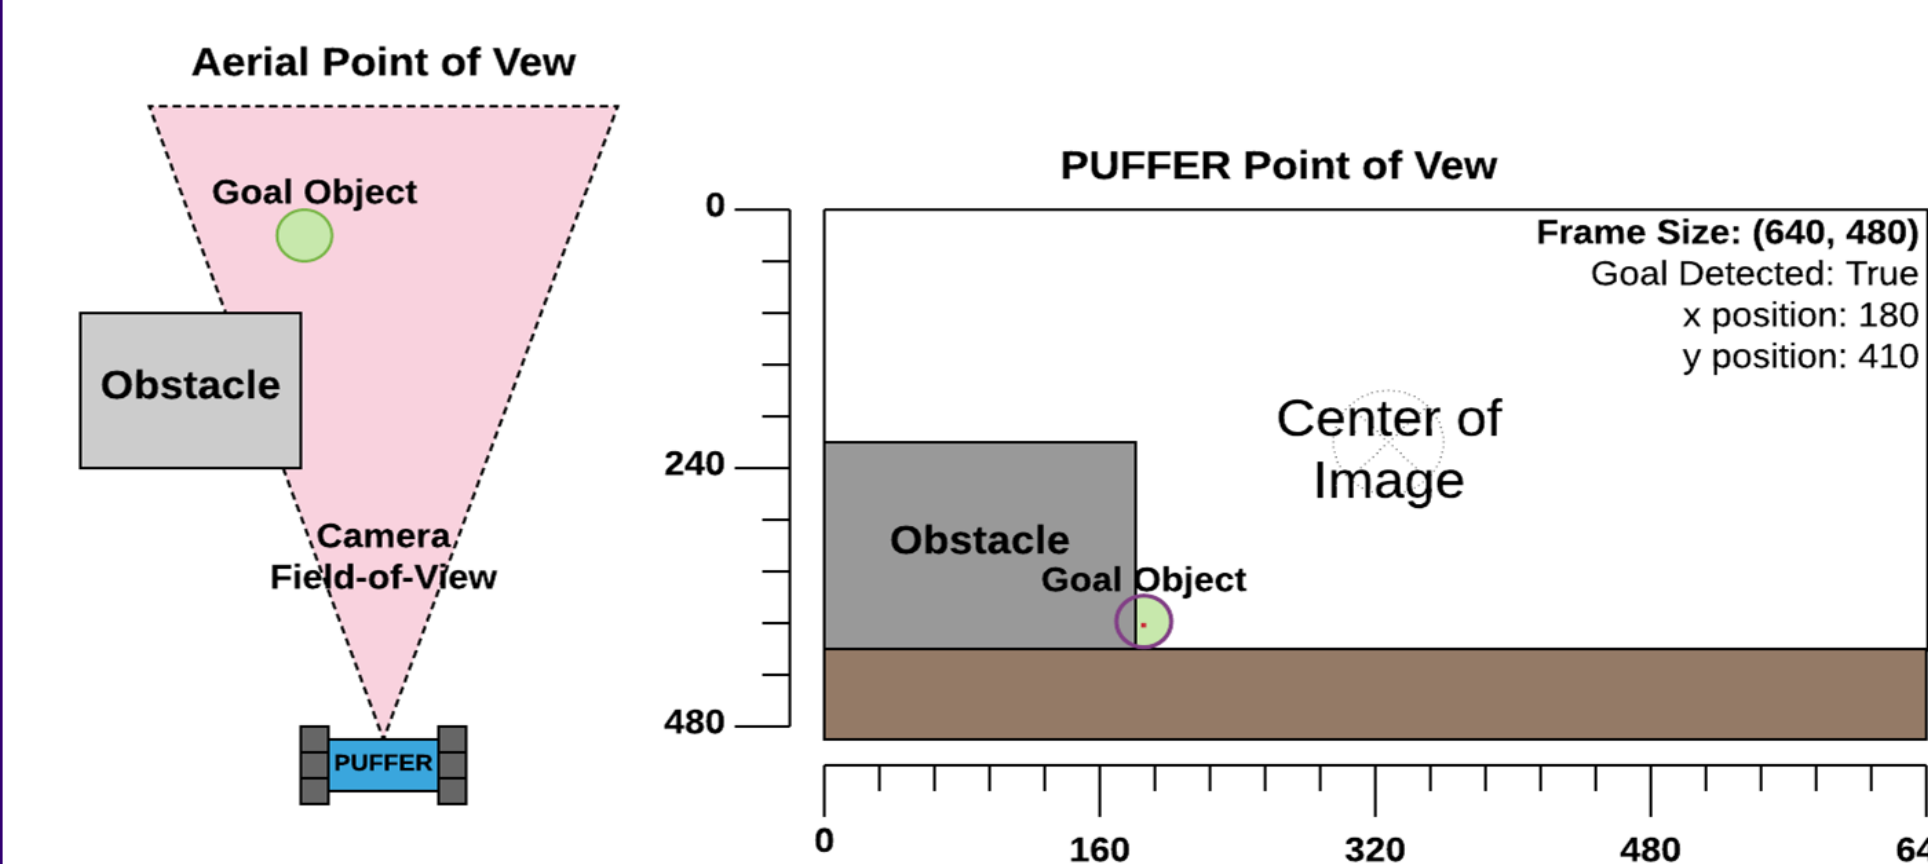 Aerial Point of Vew
Goal Object
Obstacle
Camera
Field-of-View
PUFFER
PUFFER Point of Vew
Frame Size: (640, 480)
Goal Detected: True
x position: 180
y position: 410
Center of
Image
Obstacle
Goal Object
0
240
480
0
160
320
480
64